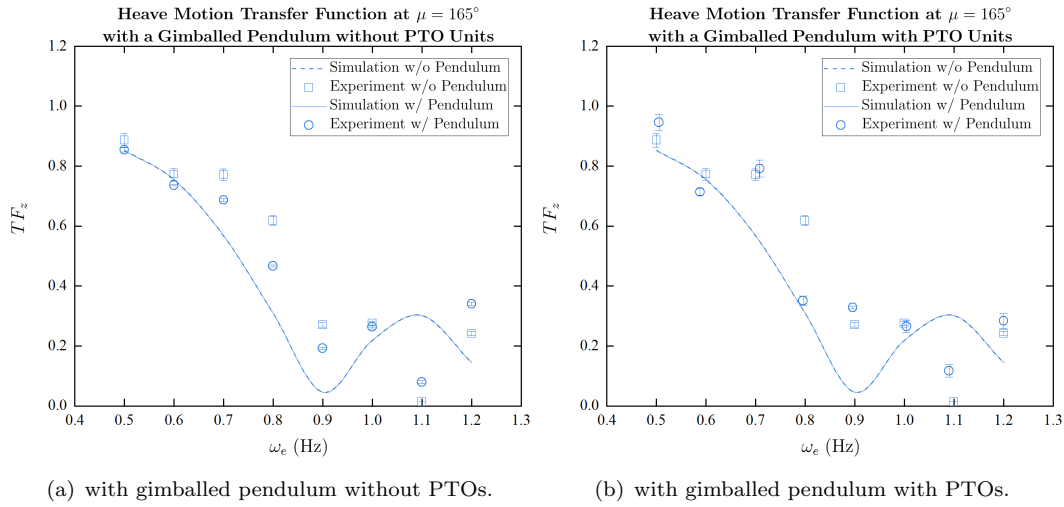 Heave Motion Transfer Function at μ = 165°
with a Gimballed Pendulum without PTO Units
1.2
1.0
0.8
0.6
0.4
0.2
0.0
TF_z
Simulation w/o Pendulum
Experiment w/o Pendulum
Simulation w/ Pendulum
Experiment w/ Pendulum
0.4 0.5 0.6 0.7 0.8 0.9 1.0 1.1 1.2 1.3
ω_e (Hz)
(a) with gimballed pendulum without PTOs.
Heave Motion Transfer Function at μ = 165°
with a Gimballed Pendulum with PTO Units
1.2
1.0
0.8
0.6
0.4
0.2
0.0
TF_z
Simulation w/o Pendulum
Experiment w/o Pendulum
Simulation w/ Pendulum
Experiment w/ Pendulum
0.4 0.5 0.6 0.7 0.8 0.9 1.0 1.1 1.2 1.3
ω_e (Hz)
(b) with gimballed pendulum with PTOs.